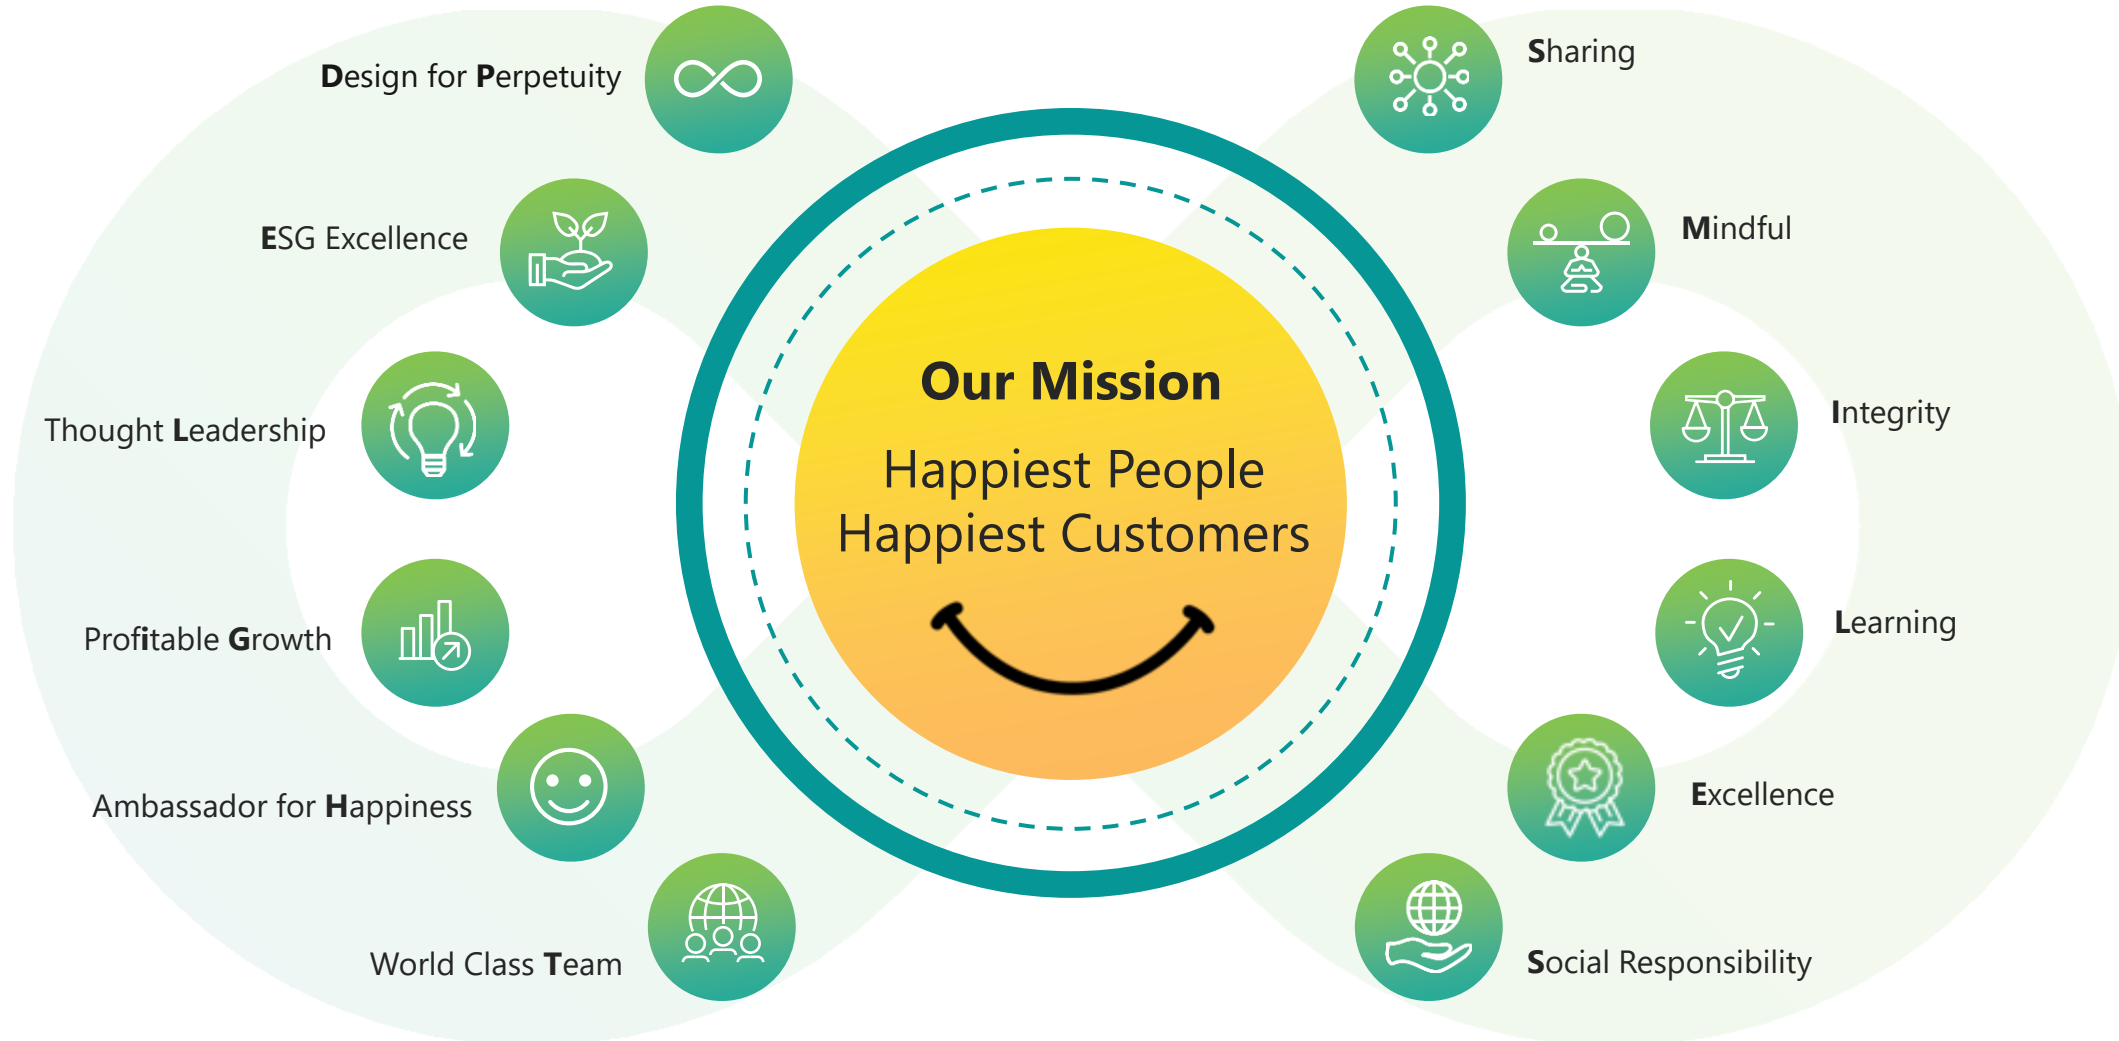 Design for Perpetuity
ESG Excellence
Thought Leadership
Profitable Growth
Ambassador for Happiness
World Class Team
Our Mission
Happiest People
Happiest Customers
Sharing
Mindful
Integrity
Learning
Excellence
Social Responsibility